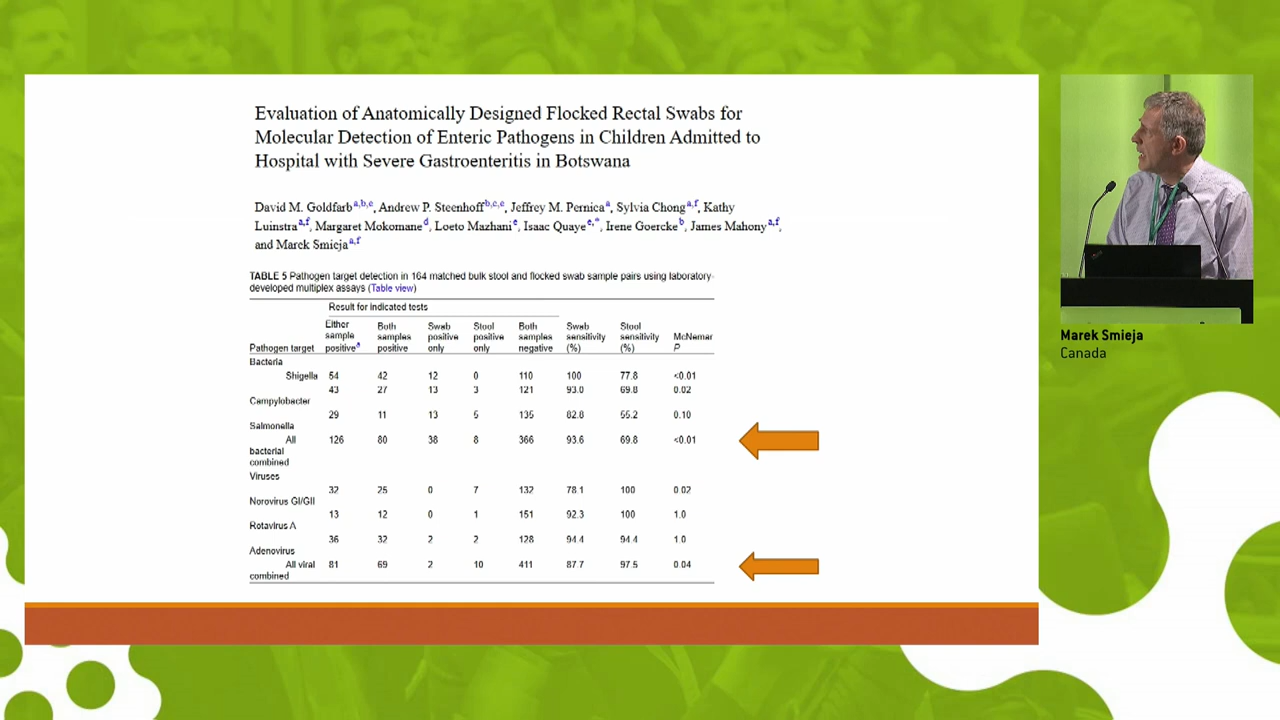 Evaluation of Anatomically Designed Flocked Rectal Swabs for
Molecular Detection of Enteric Pathogens in Children Admitted to
Hospital with Severe Gastroenteritis in Botswana
David M. Goldfarb a,b,c, Andrew P. Steenhoff b,c,e, Jeffrey M. Pernica a, Sylvia Chong a,f, Kathy
Luinstra a,f, Margaret Mokomane d, Loeto Mazhani e, Isaac Quaye e,*, Irene Goercke b, James Mahony a,f,
and Marek Smieja a,f
TABLE 5 Pathogen target detection in 164 matched bulk stool and flocked swab sample pairs using laboratory-
developed multiplex assays (Table view)
Result for indicated tests
Pathogen target Either sample positive a Both samples positive Swab positive only Stool positive only Both samples negative Swab sensitivity (%) Stool sensitivity (%) McNemar P
Bacteria
Shigella 54 42 12 0 110 100 77.8 <0.01
43 27 13 3 121 93.0 69.8 0.02
Campylobacter
29 11 13 5 135 82.8 55.2 0.10
Salmonella
All 126 80 38 8 366 93.6 69.8 <0.01
bacterial
combined
Viruses
32 25 0 7 132 78.1 100 0.02
Norovirus GI/GII
13 12 0 1 151 92.3 100 1.0
Rotavirus A
36 32 2 2 128 94.4 94.4 1.0
Adenovirus
All viral 81 69 2 10 411 87.7 97.5 0.04
combined
Marek Smieja
Canada